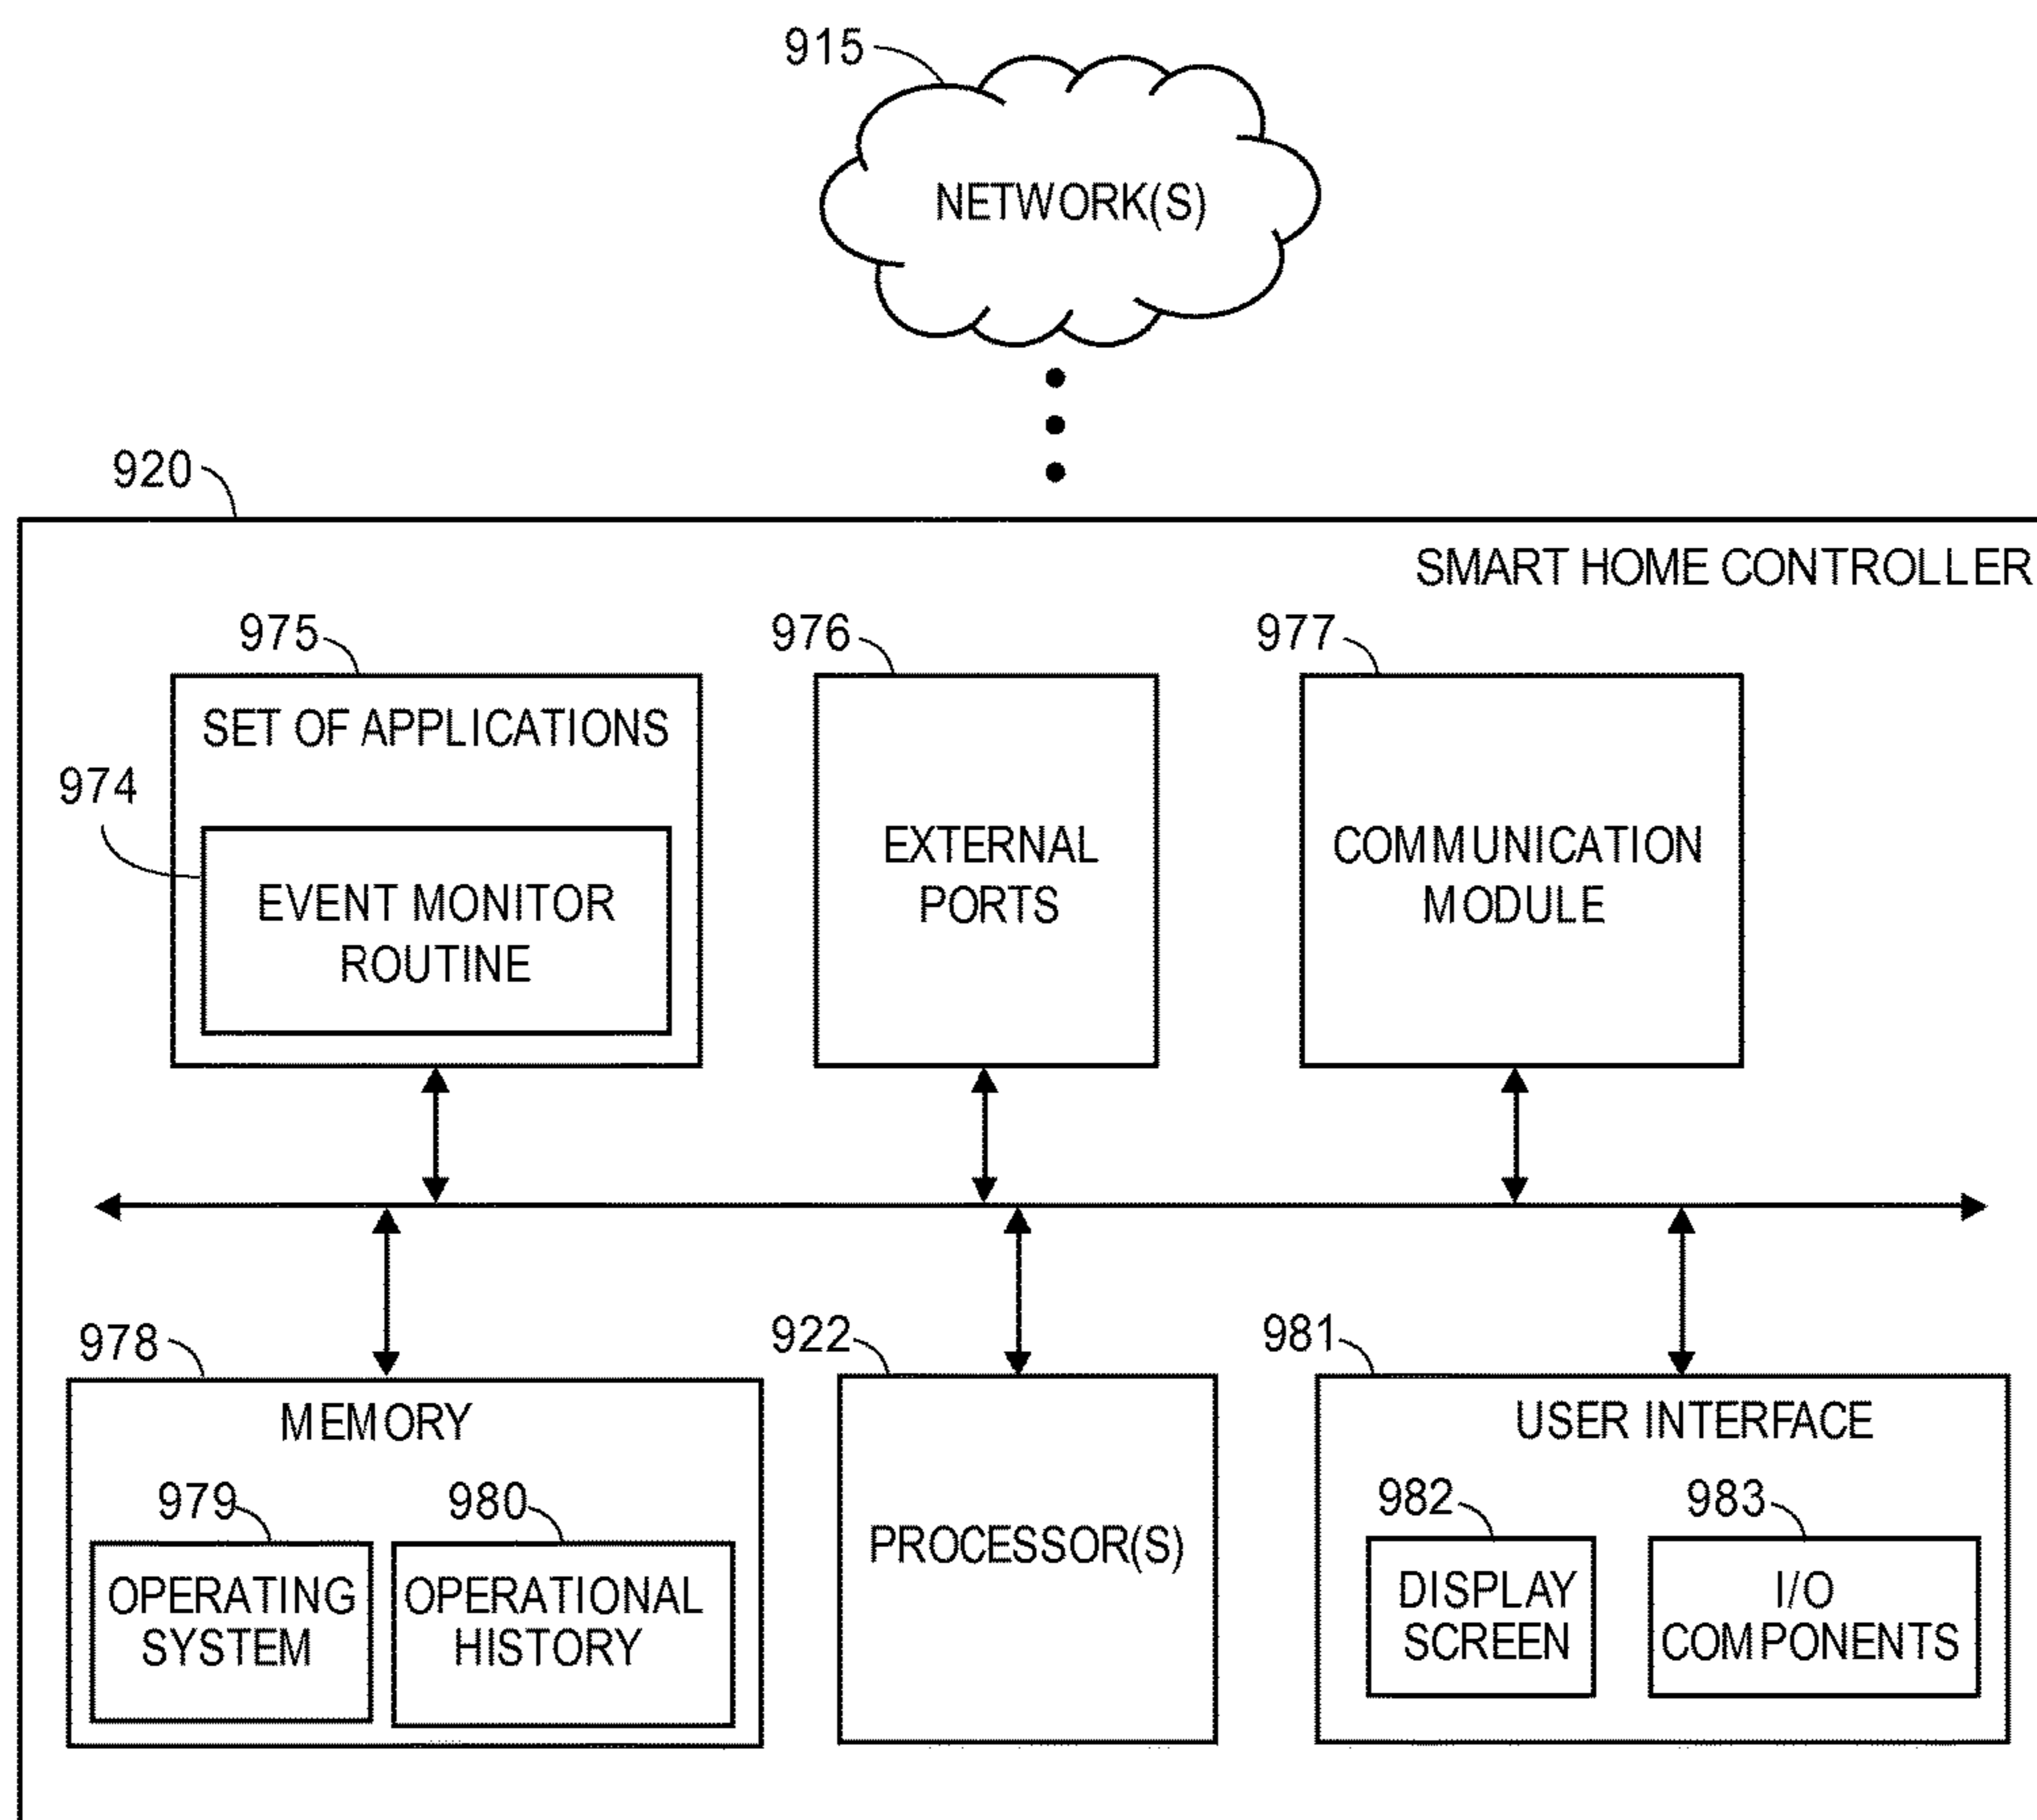 915
NETWORK(S)
920
SMART HOME CONTROLLER
975
976
977
SET OF APPLICATIONS
974
EVENT MONITOR
ROUTINE
EXTERNAL
PORTS
COMMUNICATION
MODULE
978
922
981
MEMORY
979
980
OPERATING
SYSTEM
OPERATIONAL
HISTORY
PROCESSOR(S)
USER INTERFACE
982
983
DISPLAY
SCREEN
I/O
COMPONENTS